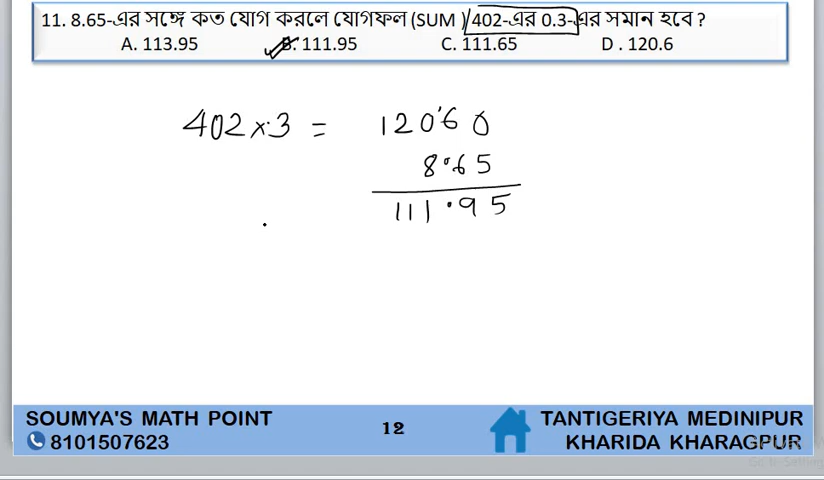 11. 8.65-এর সঙ্গে কত যোগ করলে যোগফল (SUM ) 402-এর 0.3-এর সমান হবে ?
A. 113.95 B. 111.95 C. 111.65 D . 120.6
402 × .3 = 120.60
8.65
111.95
SOUMYA'S MATH POINT
8101507623
12
TANTIGERIYA MEDINIPUR
KHARIDA KHARAGPUR